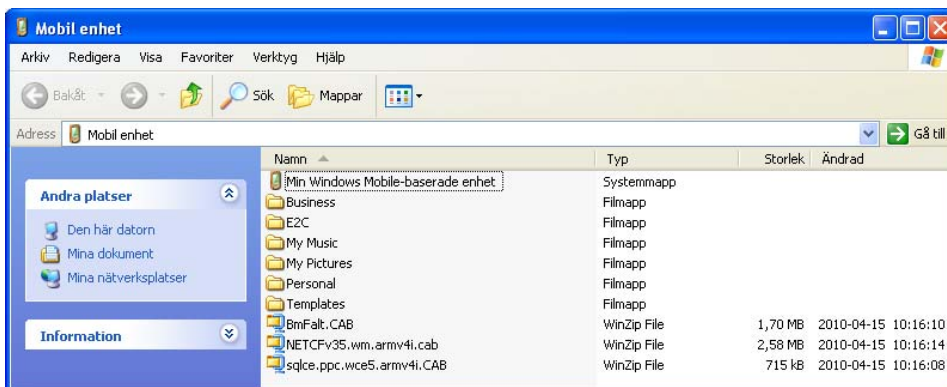 Mobil enhet
Arkiv Redigera Visa Favoriter Verktyg Hjälp
Bakåt Sök Mappar
Adress Mobil enhet Gå till
Namn Typ Storlek Ändrad
Andra platser
Den här datorn
Mina dokument
Mina nätverksplatser
Information
Min Windows Mobile-baserade enhet Systemmapp
Business Filmapp
E2C Filmapp
My Music Filmapp
My Pictures Filmapp
Personal Filmapp
Templates Filmapp
BmFalt.CAB WinZip File 1,70 MB 2010-04-15 10:16:10
NETCFv35.wm.armv4i.cab WinZip File 2,58 MB 2010-04-15 10:16:14
sqlce.ppc.wce5.armv4i.CAB WinZip File 715 kB 2010-04-15 10:16:08